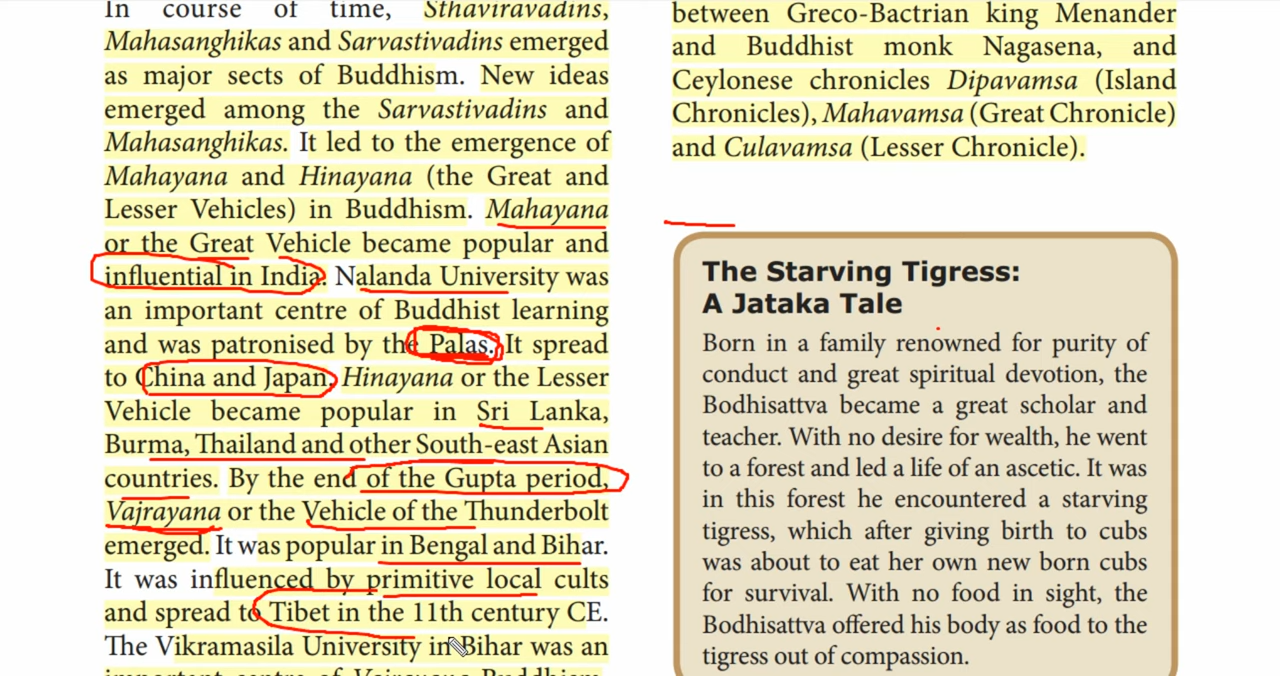 In course of time, Sthaviravadins,
Mahasanghikas and Sarvastivadins emerged
as major sects of Buddhism. New ideas
emerged among the Sarvastivadins and
Mahasanghikas. It led to the emergence of
Mahayana and Hinayana (the Great and
Lesser Vehicles) in Buddhism. Mahayana
or the Great Vehicle became popular and
influential in India. Nalanda University was
an important centre of Buddhist learning
and was patronised by the Palas. It spread
to China and Japan. Hinayana or the Lesser
Vehicle became popular in Sri Lanka,
Burma, Thailand and other South-east Asian
countries. By the end of the Gupta period,
Vajrayana or the Vehicle of the Thunderbolt
emerged. It was popular in Bengal and Bihar.
It was influenced by primitive local cults
and spread to Tibet in the 11th century CE.
The Vikramasila University in Bihar was an
important centre of Vajrayana Buddhism.
between Greco-Bactrian king Menander
and Buddhist monk Nagasena, and
Ceylonese chronicles Dipavamsa (Island
Chronicles), Mahavamsa (Great Chronicle)
and Culavamsa (Lesser Chronicle).
The Starving Tigress:
A Jataka Tale
Born in a family renowned for purity of
conduct and great spiritual devotion, the
Bodhisattva became a great scholar and
teacher. With no desire for wealth, he went
to a forest and led a life of an ascetic. It was
in this forest he encountered a starving
tigress, which after giving birth to cubs
was about to eat her own new born cubs
for survival. With no food in sight, the
Bodhisattva offered his body as food to the
tigress out of compassion.